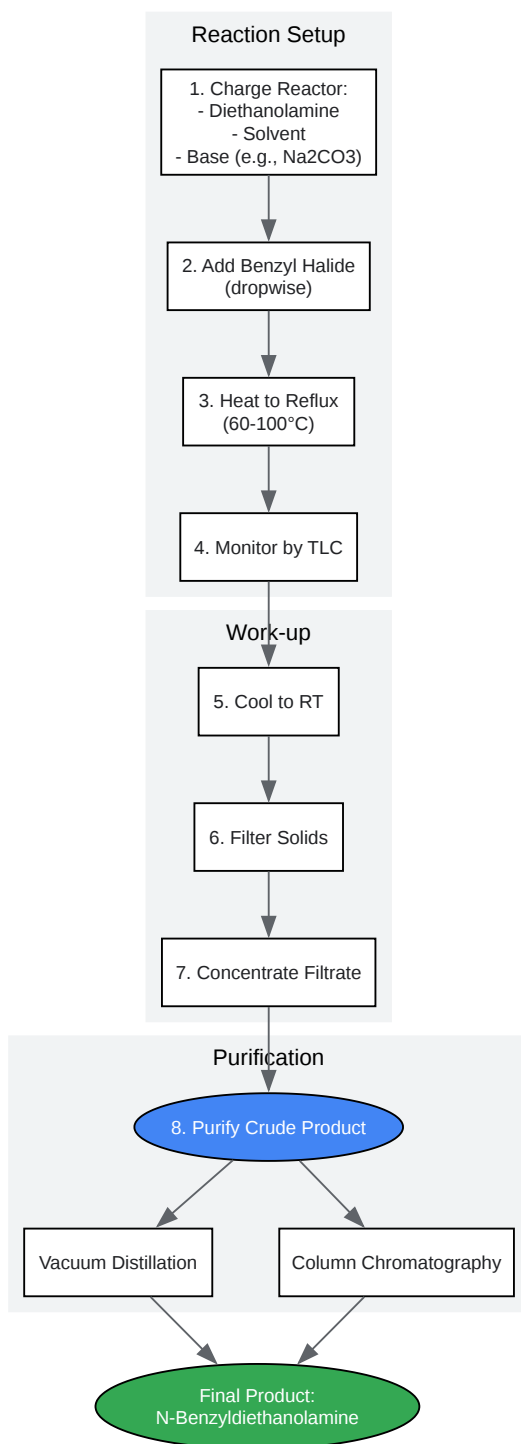 Reaction Setup
1. Charge Reactor:
- Diethanolamine
- Solvent
- Base (e.g., Na2CO3)
2. Add Benzyl Halide
(dropwise)
3. Heat to Reflux
(60-100°C)
4. Monitor by TLC
Work-up
5. Cool to RT
6. Filter Solids
7. Concentrate Filtrate
Purification
8. Purify Crude Product
Vacuum Distillation
Column Chromatography
Final Product:
N-Benzyldiethanolamine